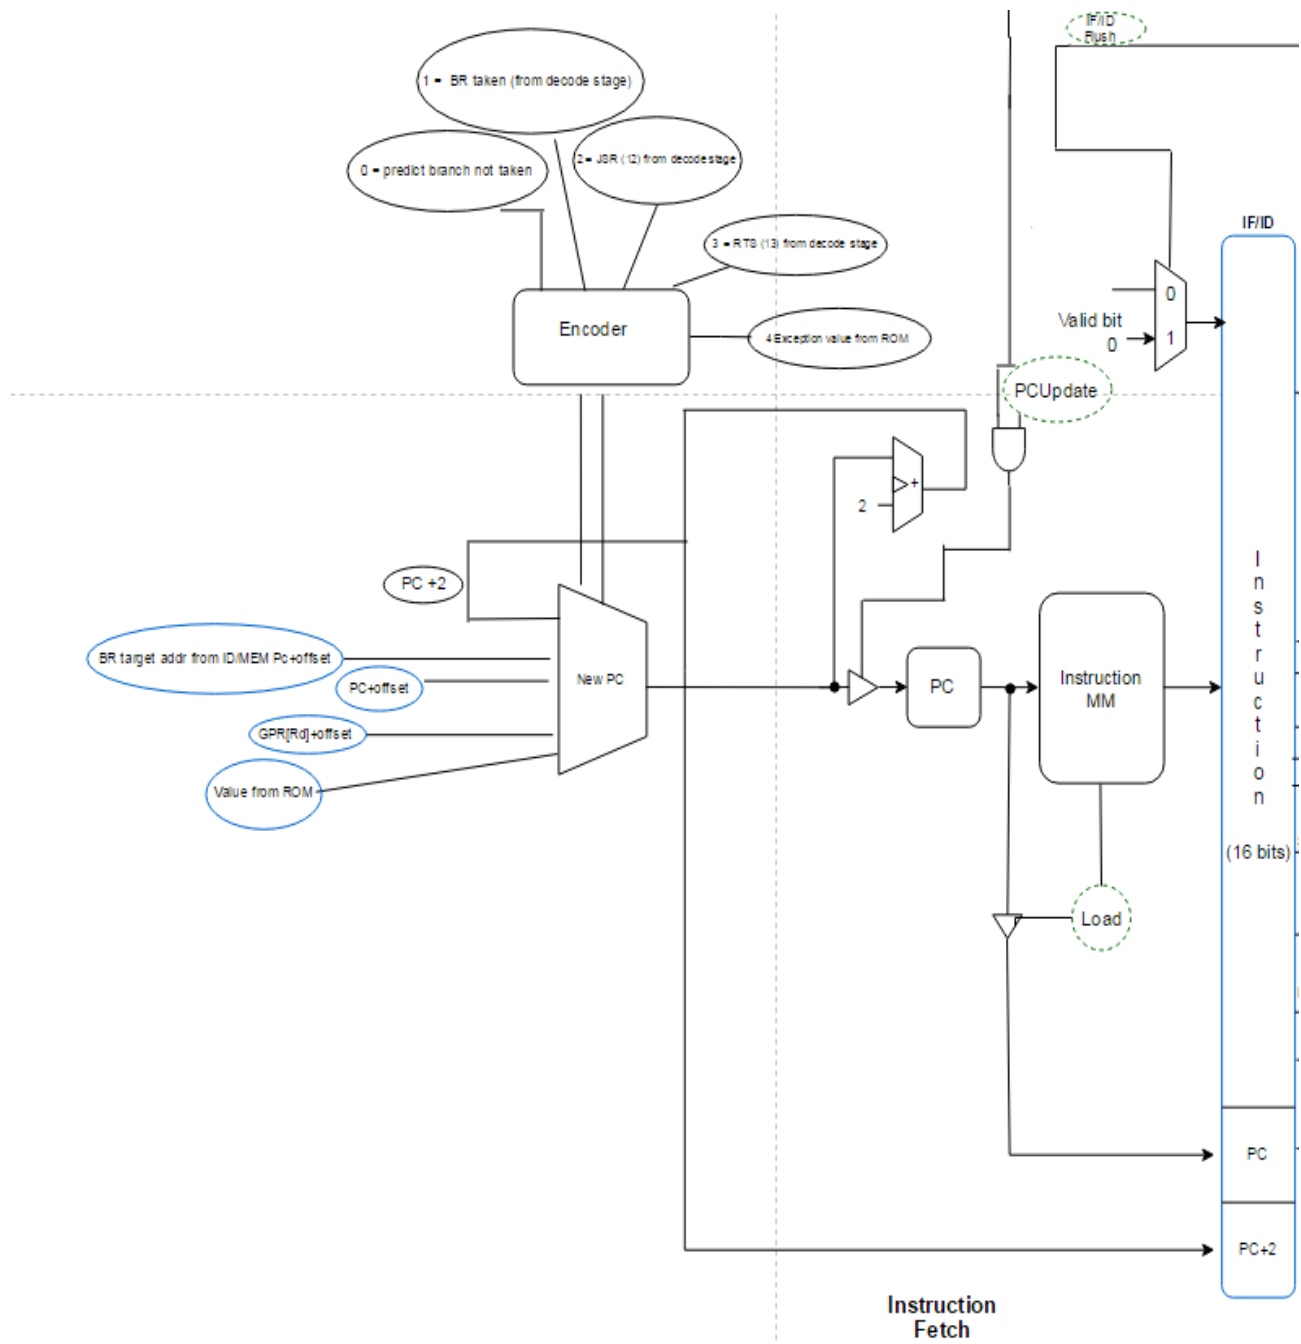 IF/ID
Flush
1 = BR taken (from decode stage)
2 = JSR (12) from decode stage
0 = predict branch not taken
IF/ID
3 = RTS (13) from decode stage
0
Encoder
Valid bit
0
1
4 Exception value from ROM
PCUpdate
+
2
PC +2
Instruction
(16 bits)
BR target addr from ID/MEM Pc+offset
New PC
Instruction
MM
PC
PC+offset
GPR[Rd]+offset
Value from ROM
Load
PC
PC+2
Instruction
Fetch